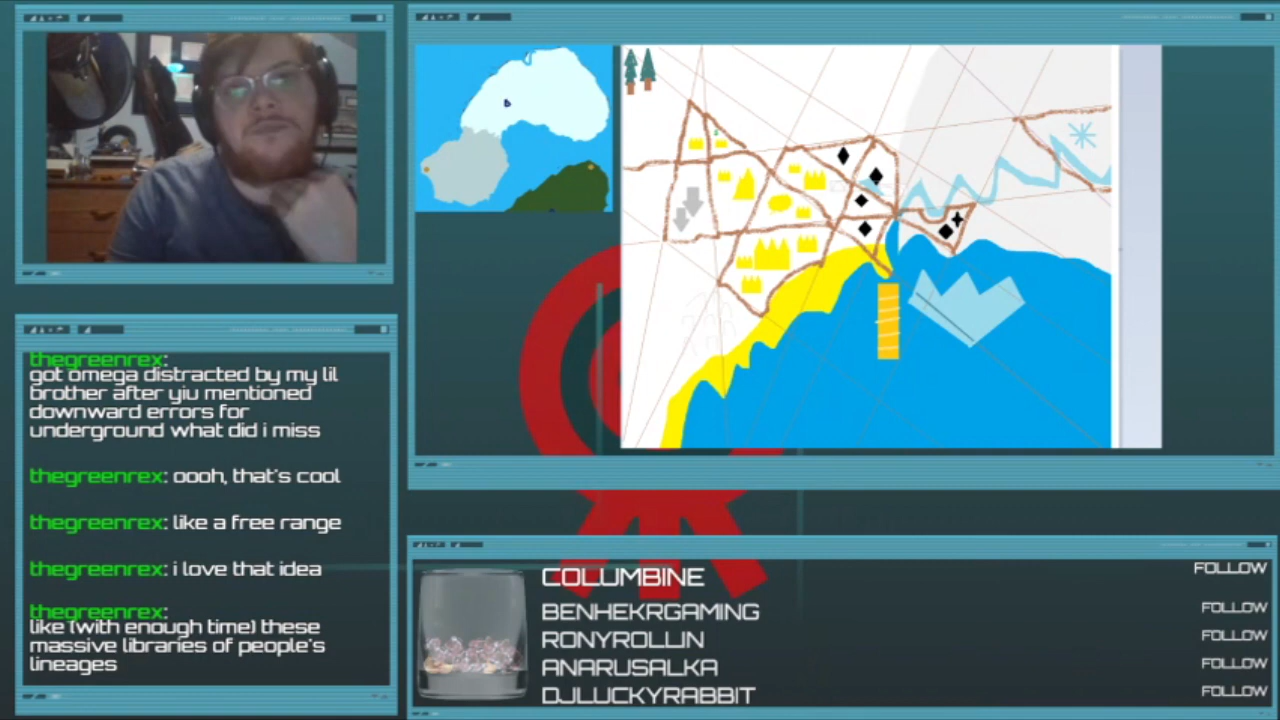 thegreenrex:
got omega distracted by my lil
brother after yiu mentioned
downward errors for
underground what did i miss
thegreenrex: oooh, that's cool
thegreenrex: like a free range
thegreenrex: i love that idea
thegreenrex:
like (with enough time) these
massive libraries of people's
lineages
COLUMBINE FOLLOW
BENHEKRGAMING FOLLOW
RONYROLLIN FOLLOW
ANARUSALKA FOLLOW
DJLUCKYRABBIT FOLLOW